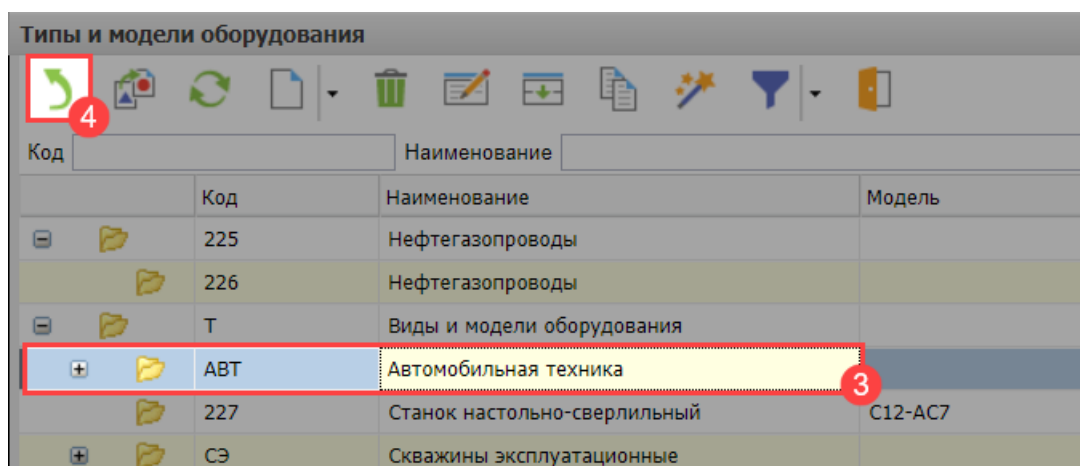 Типы и модели оборудования
4
Код Наименование
Код Наименование Модель
225 Нефтегазопроводы
226 Нефтегазопроводы
Т Виды и модели оборудования
АВТ Автомобильная техника
3
227 Станок настольно-сверлильный С12-АС7
СЭ Скважины эксплуатационные